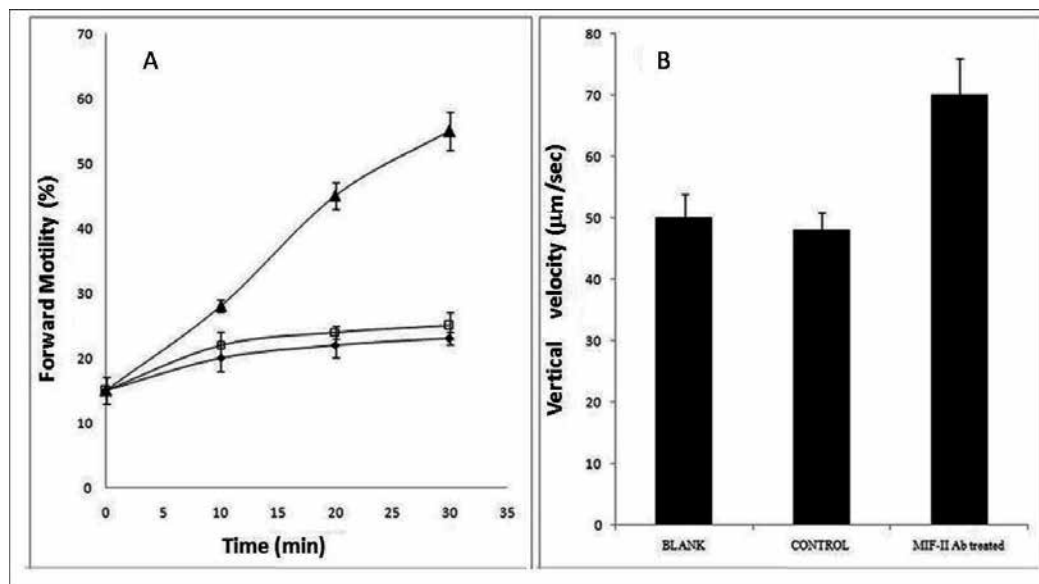 A
Forward Motility (%)
70
60
50
40
30
20
10
0
0 5 10 15 20 25 30 35
Time (min)
B
Vertical velocity (µm/sec)
80
70
60
50
40
30
20
10
0
BLANK CONTROL MIF-II Ab treated